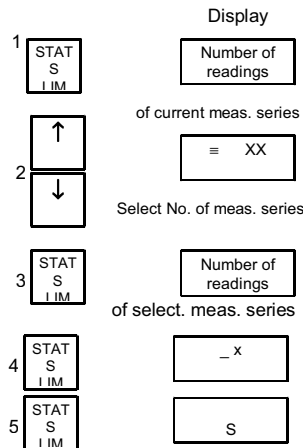 Display
1
STAT
S
LIM
Number of
readings
of current meas. series
↑
≡ XX
2
↓
Select No. of meas. series
3
STAT
S
LIM
Number of
readings
of select. meas. series
4
STAT
S
LIM
_ x
5
STAT
S
LIM
S